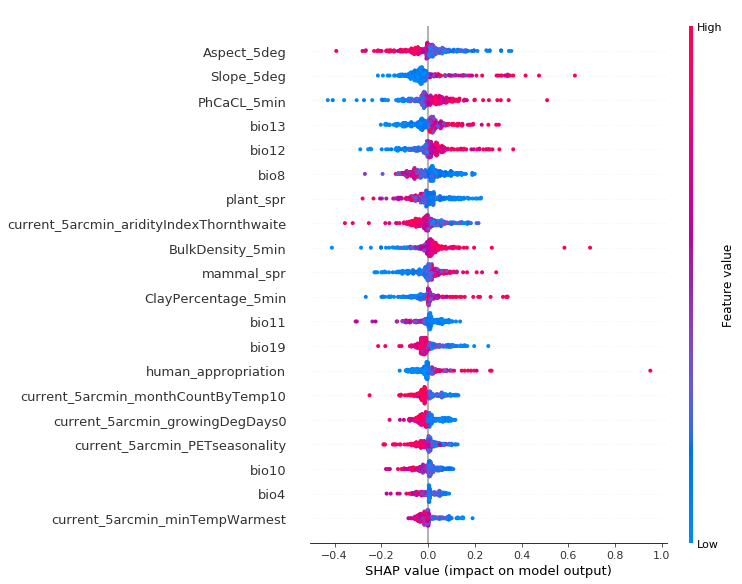 High
Aspect_5deg
Slope_5deg
PhCaCL_5min
bio13
bio12
bio8
plant_spr
current_5arcmin_aridityIndexThornthwaite
BulkDensity_5min
mammal_spr
ClayPercentage_5min
bio11
bio19
human_appropriation
current_5arcmin_monthCountByTemp10
current_5arcmin_growingDegDays0
current_5arcmin_PETseasonality
bio10
bio4
current_5arcmin_minTempWarmest
Feature value
Low
−0.4 −0.2 0.0 0.2 0.4 0.6 0.8 1.0
SHAP value (impact on model output)